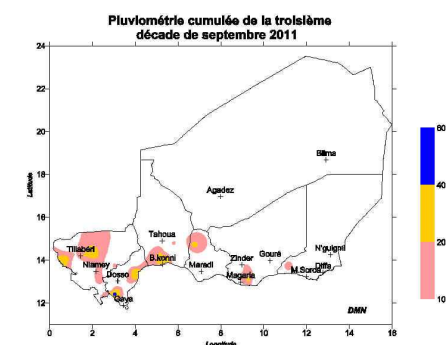 Pluviométrie cumulée de la troisième
décade de septembre 2011
24
22
20
18
16
14
12
Latitude
Bilma
Agadez
Tahoua
Tillabéri
B.konni
Niamey
Dosso
Gaya
Maradi
Zinder
Magaria
Gouré
M.Soroa
N'guigmi
Diffa
DMN
0 2 4 6 8 10 12 14 16
Longitude
60
40
20
10